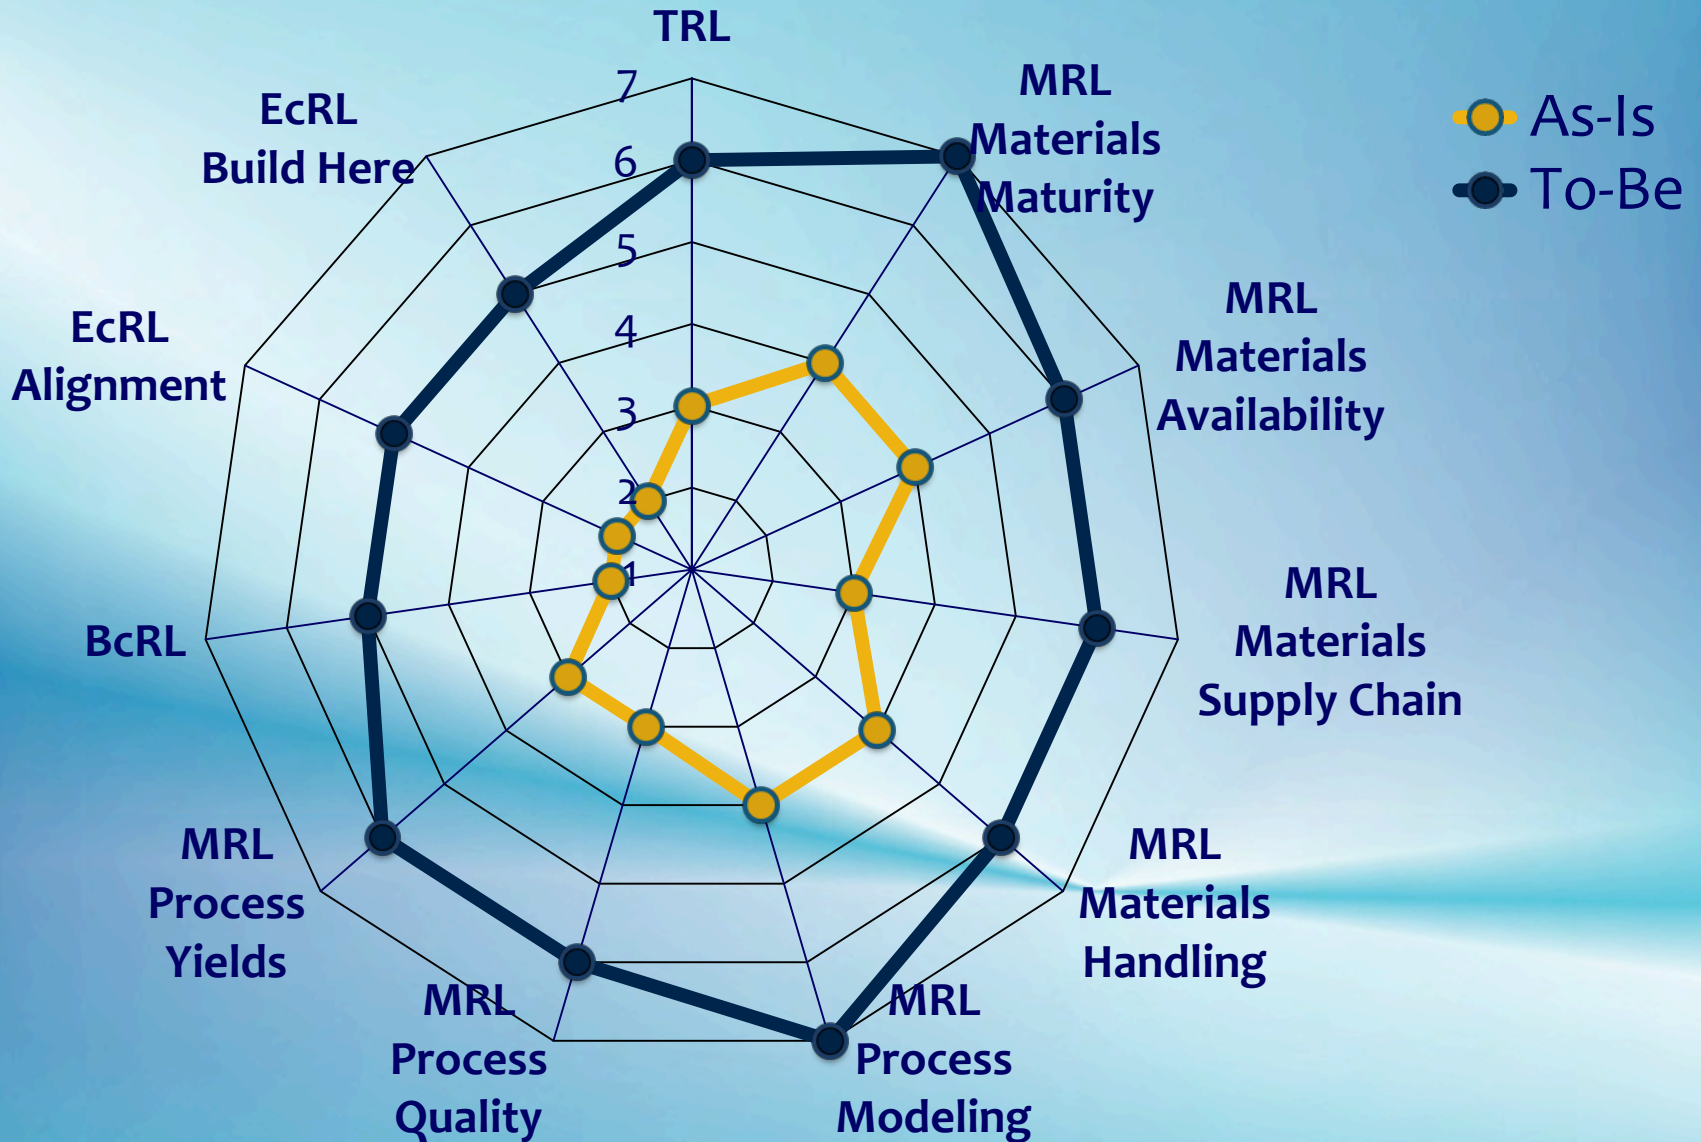 TRL
7
6
5
4
3
2
1
MRL
Materials
Maturity
MRL
Materials
Availability
MRL
Materials
Supply Chain
MRL
Materials
Handling
MRL
Process
Modeling
MRL
Process
Quality
MRL
Process
Yields
BcRL
EcRL
Alignment
EcRL
Build Here
As-Is
To-Be